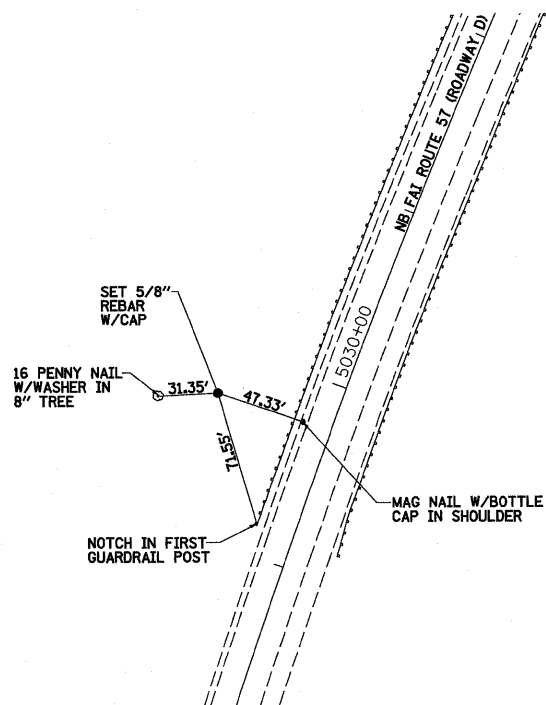 NB FAI ROUTE 57 (ROADWAY D)
SET 5/8"
REBAR
W/CAP
5030+00
16 PENNY NAIL
W/WASHER IN
8" TREE
31.35'
47.33'
71.55'
MAG NAIL W/BOTTLE
CAP IN SHOULDER
NOTCH IN FIRST
GUARDRAIL POST